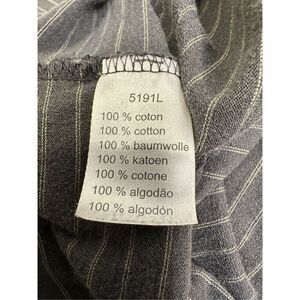 5191L
100 % coton
100 % cotton
100 % baumwolle
100 % katoen
100 % cotone
100 % algodão
100 % algodón